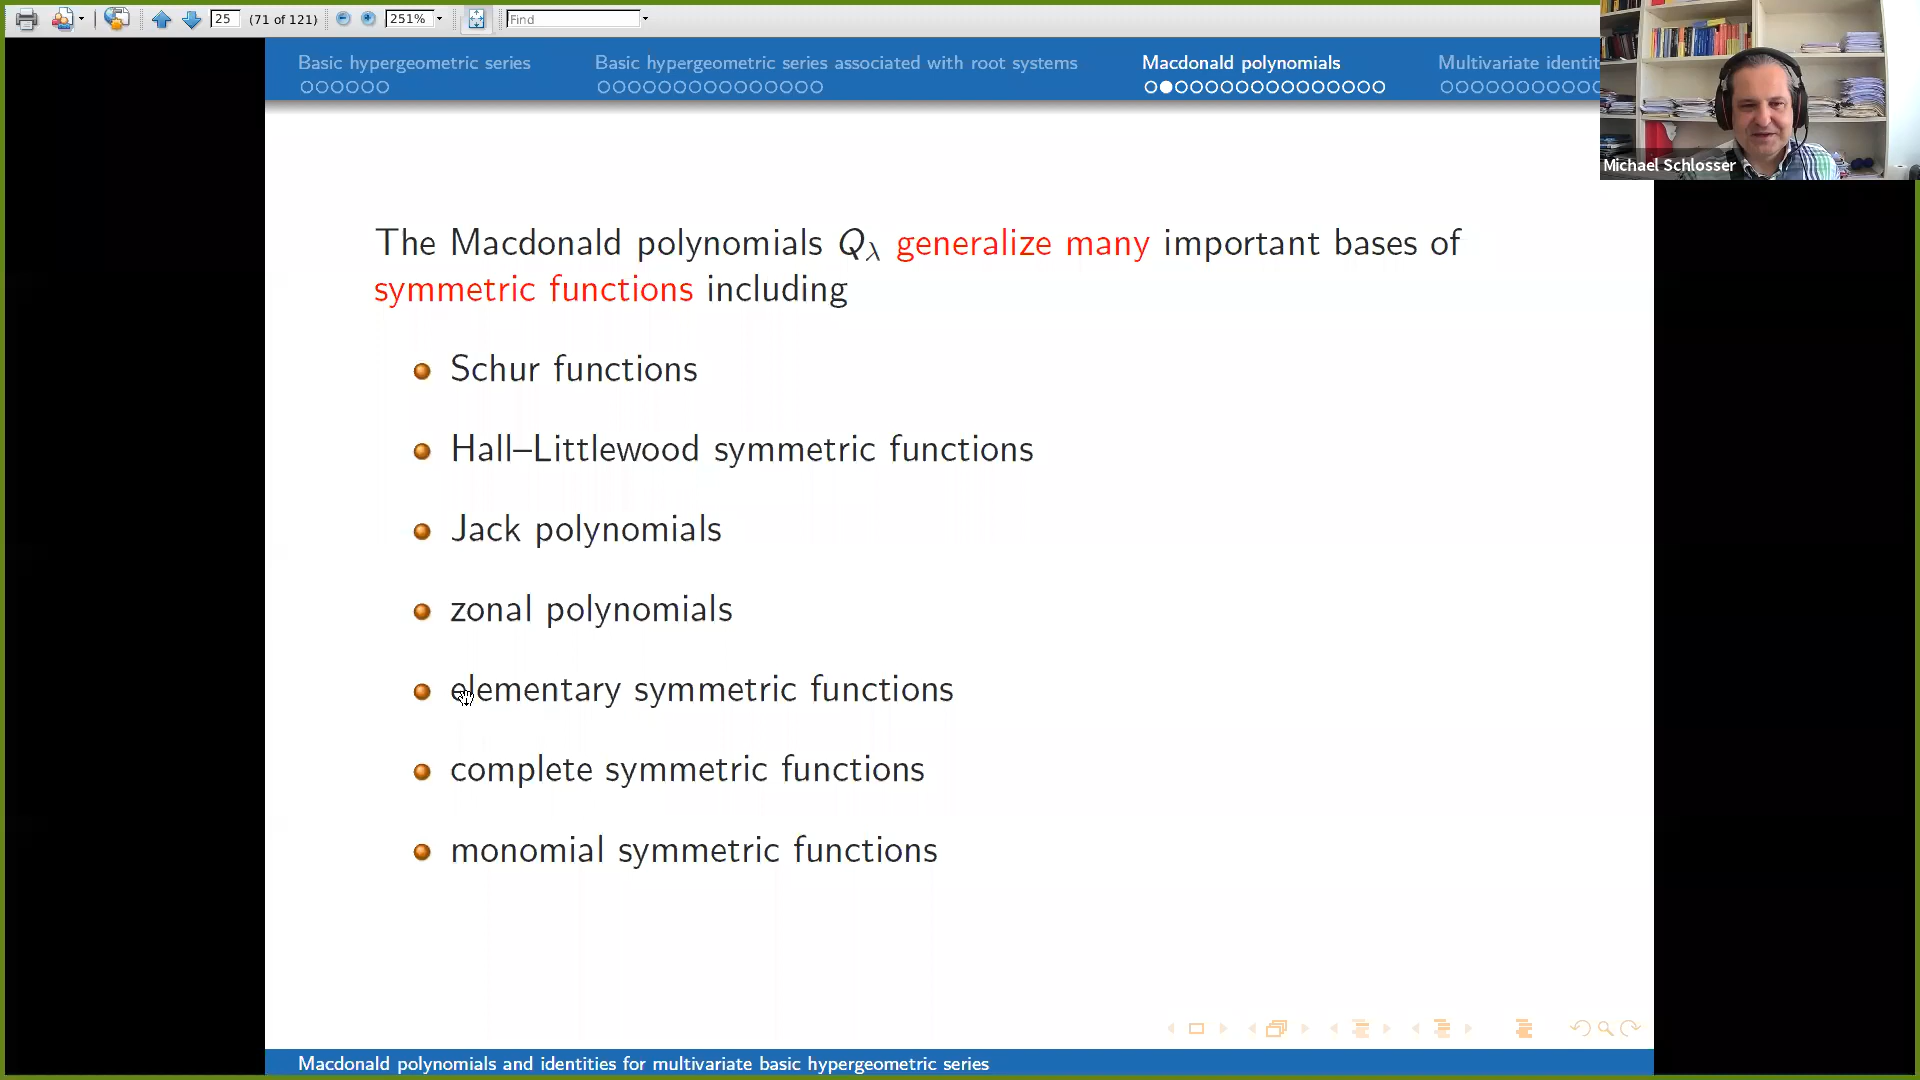 25 (71 of 121) 251% Find
Basic hypergeometric series Basic hypergeometric series associated with root systems Macdonald polynomials Multivariate identit
Michael Schlosser
The Macdonald polynomials Qλ generalize many important bases of
symmetric functions including
Schur functions
Hall–Littlewood symmetric functions
Jack polynomials
zonal polynomials
elementary symmetric functions
complete symmetric functions
monomial symmetric functions
Macdonald polynomials and identities for multivariate basic hypergeometric series